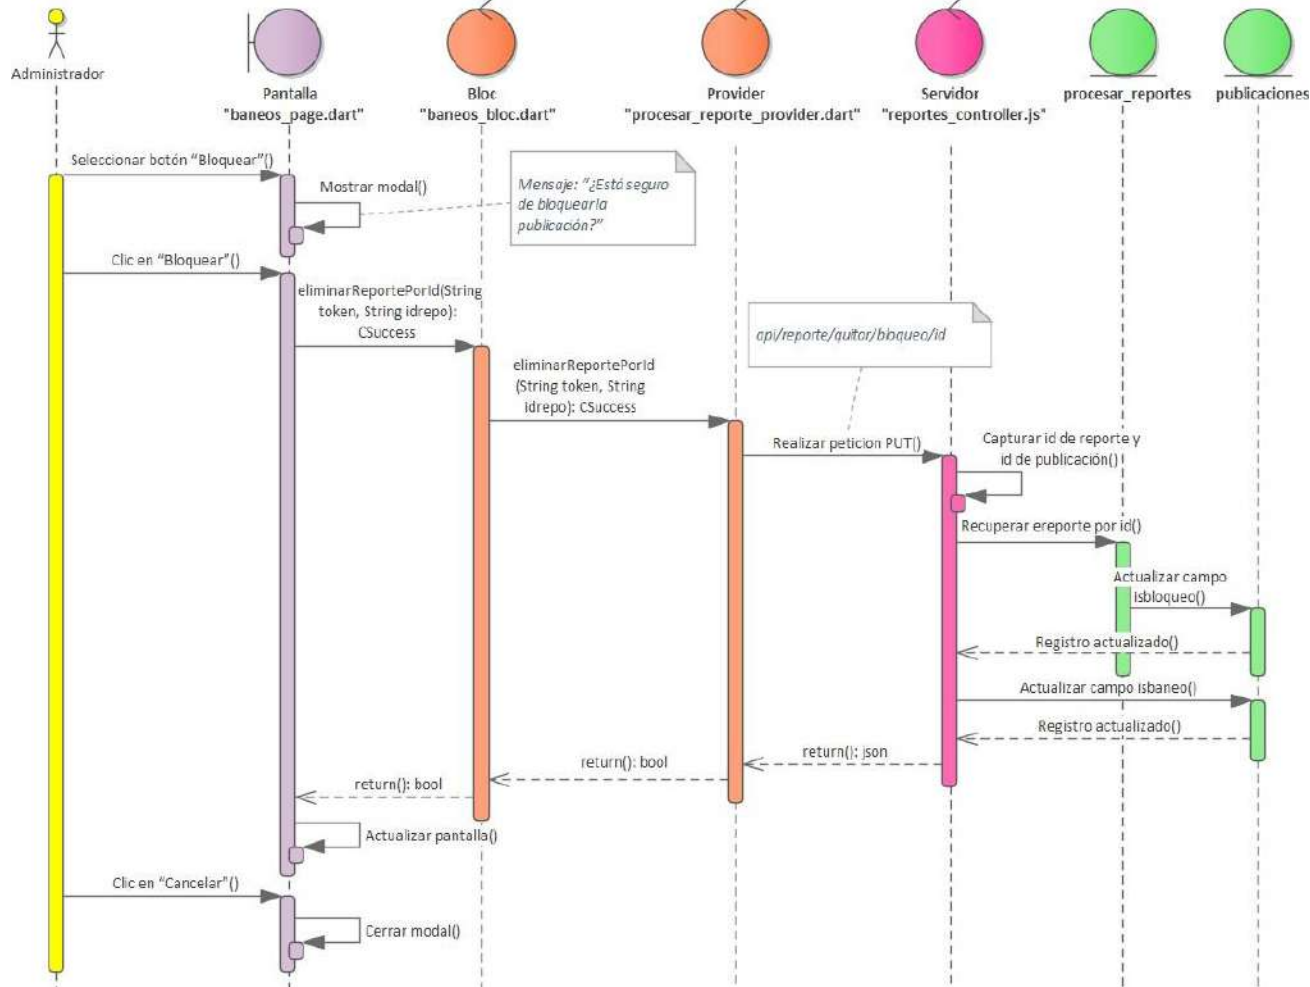 Administrador
Pantalla
"baneos_page.dart"
Bloc
"baneos_bloc.dart"
Provider
"procesar_reporte_provider.dart"
Servidor
"reportes_controller.js"
procesar_reportes
publicaciones
Seleccionar botón "Bloquear"()
Mostrar modal()
Mensaje: "¿Está seguro
de bloquear la
publicación?"
Clic en "Bloquear"()
eliminarReportePorId(String
token, String idrepo):
CSuccess
api/reporte/quitar/bloqueo/id
eliminarReportePorId
(String token, String
idrepo): CSuccess
Realizar peticion PUT()
Capturar id de reporte y
id de publicación()
Recuperar ereporte por id()
Actualizar campo
isbloqueo()
Registro actualizado()
Actualizar campo isbaneo()
Registro actualizado()
return(): json
return(): bool
return(): bool
Actualizar pantalla()
Clic en "Cancelar"()
Cerrar modal()